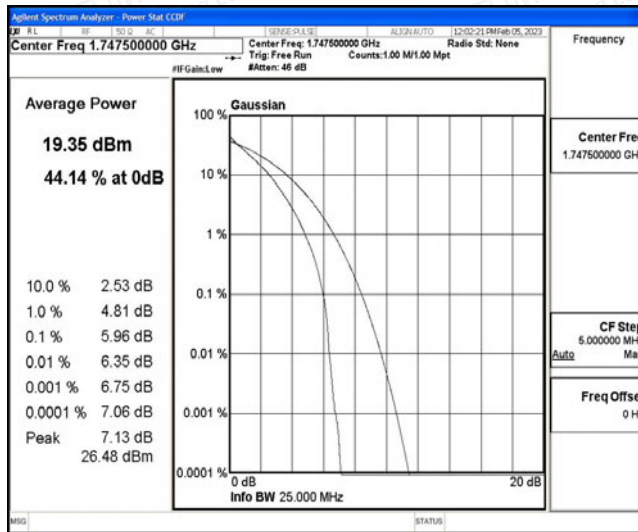 Agilent Spectrum Analyzer - Power Stat CCDF
RL RF 50 Ω AC SENSE:PULSE ALIGN AUTO 12:02:21 PM Feb 05, 2023
Center Freq 1.747500000 GHz
Center Freq: 1.747500000 GHz Radio Std: None
Trig: Free Run Counts:1.00 M/1.00 Mpt
#IFGain:Low #Atten: 46 dB
Frequency
Average Power
19.35 dBm
44.14 % at 0dB
10.0 % 2.53 dB
1.0 % 4.81 dB
0.1 % 5.96 dB
0.01 % 6.35 dB
0.001 % 6.75 dB
0.0001 % 7.06 dB
Peak 7.13 dB
26.48 dBm
Gaussian
100 %
10 %
1 %
0.1 %
0.01 %
0.001 %
0.0001 %
0 dB 20 dB
Info BW 25.000 MHz
Center Fre
1.747500000 GH
CF Step
5.000000 MH
Auto Ma
Freq Offse
0 H
MSG STATUS